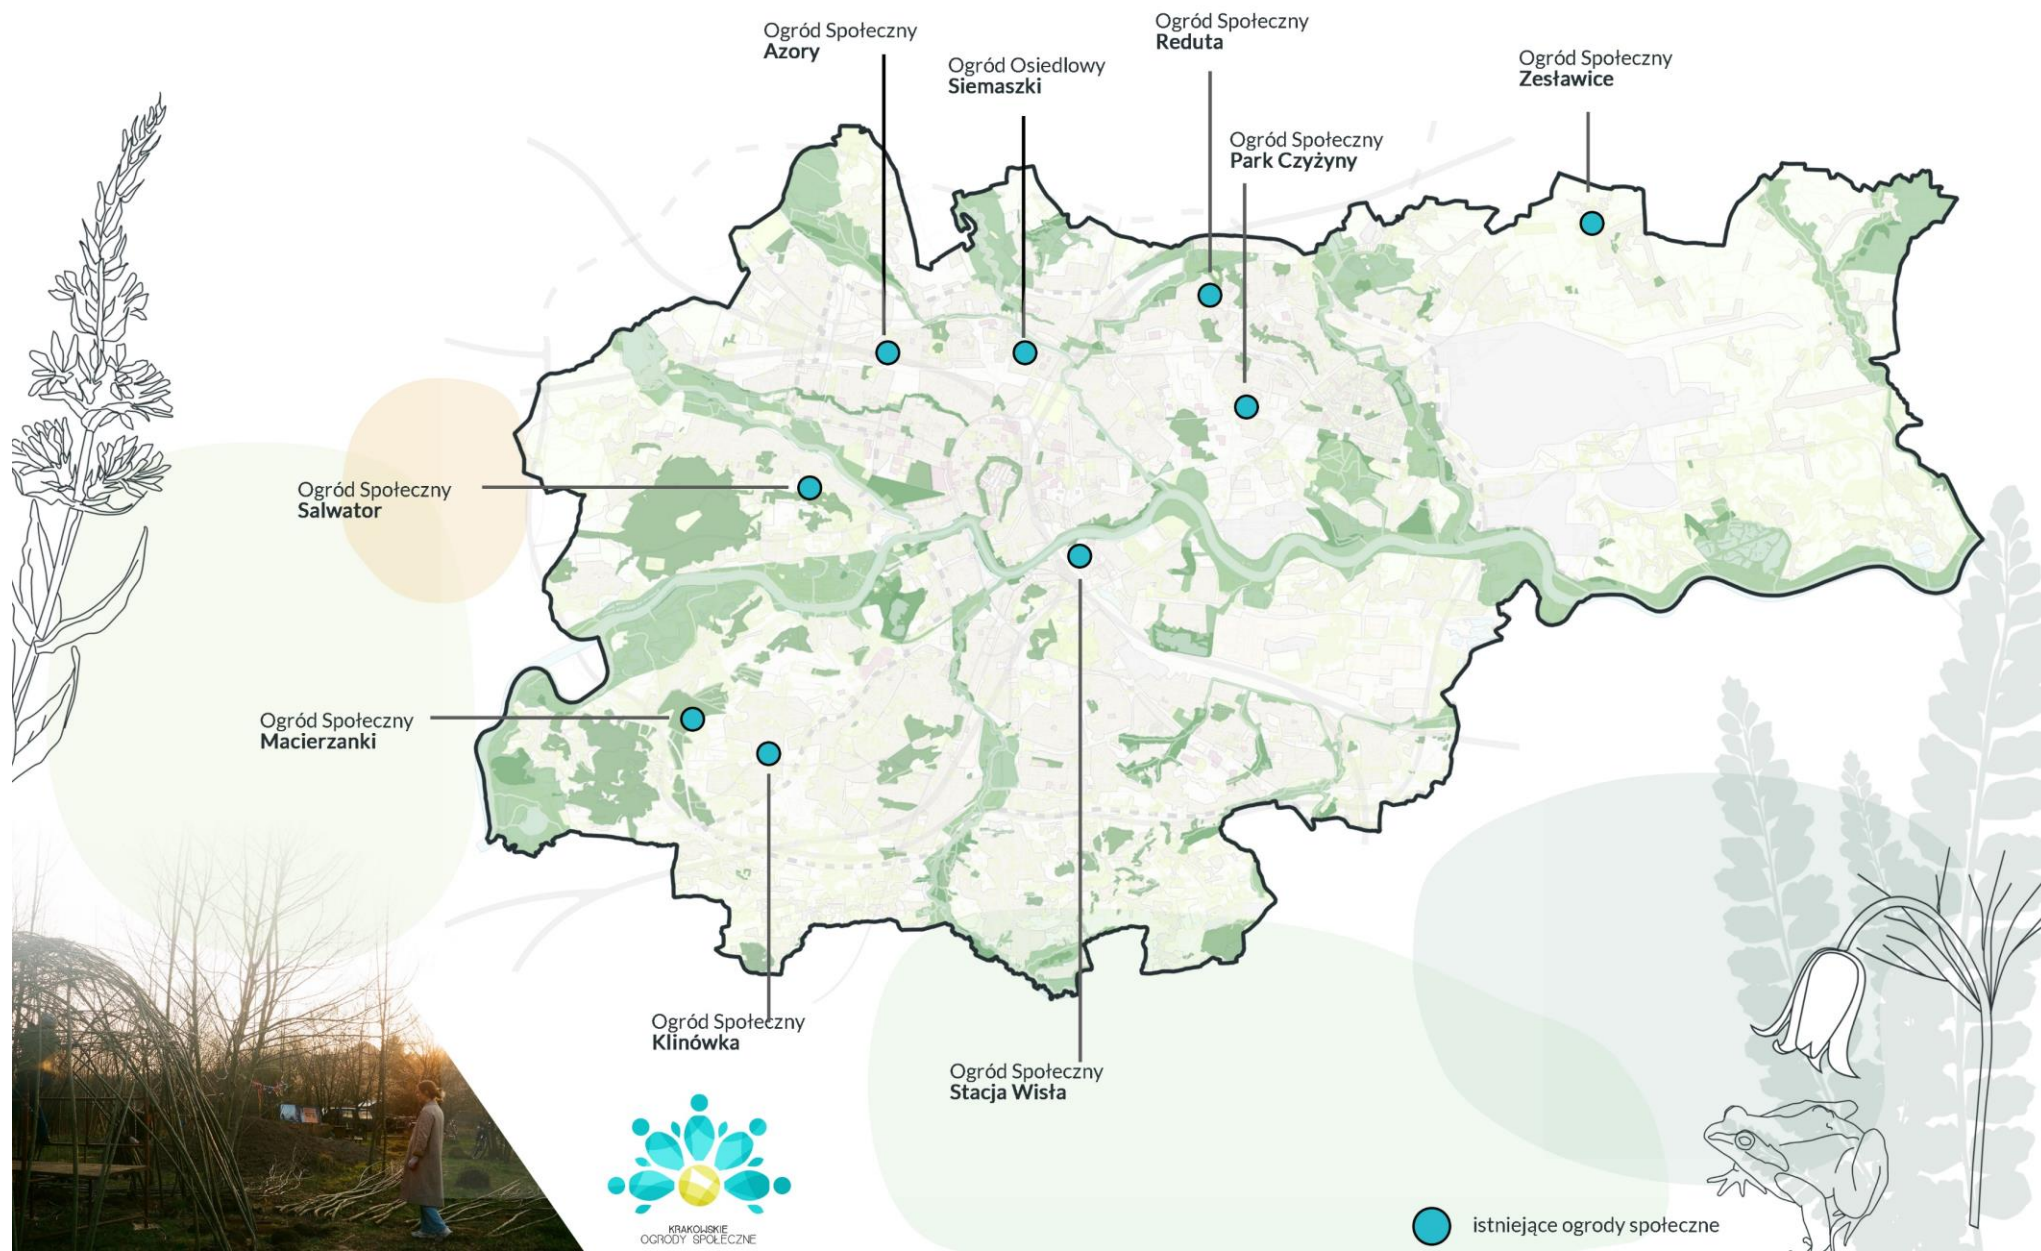 Ogród Społeczny
Azory
Ogród Osiedlowy
Siemaszki
Ogród Społeczny
Reduta
Ogród Społeczny
Park Czyżyny
Ogród Społeczny
Zesławice
Ogród Społeczny
Salwator
Ogród Społeczny
Macierzanki
Ogród Społeczny
Klinówka
Ogród Społeczny
Stacja Wisła
KRAKOWSKIE
OGRODY SPOŁECZNE
istniejące ogrody społeczne